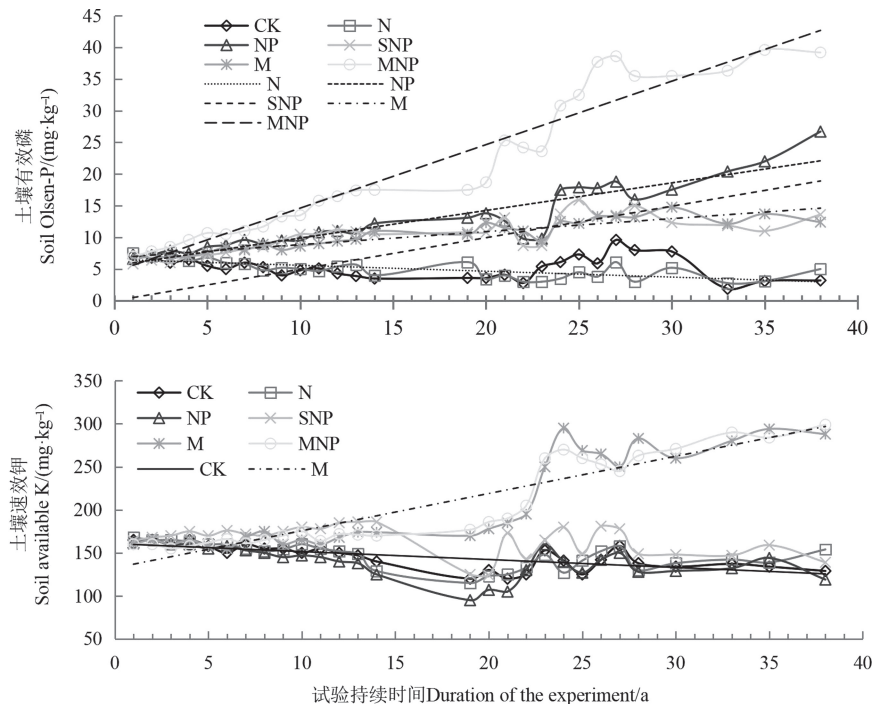 45
40
35
30
25
20
15
10
5
0
土壤有效磷
Soil Olsen-P/(mg·kg⁻¹)
CK N
NP SNP
M MNP
N NP
SNP M
MNP
0 5 10 15 20 25 30 35 40
350
300
250
200
150
100
50
土壤速效钾
Soil available K/(mg·kg⁻¹)
CK N
NP SNP
M MNP
CK M
0 5 10 15 20 25 30 35 40
试验持续时间Duration of the experiment/a